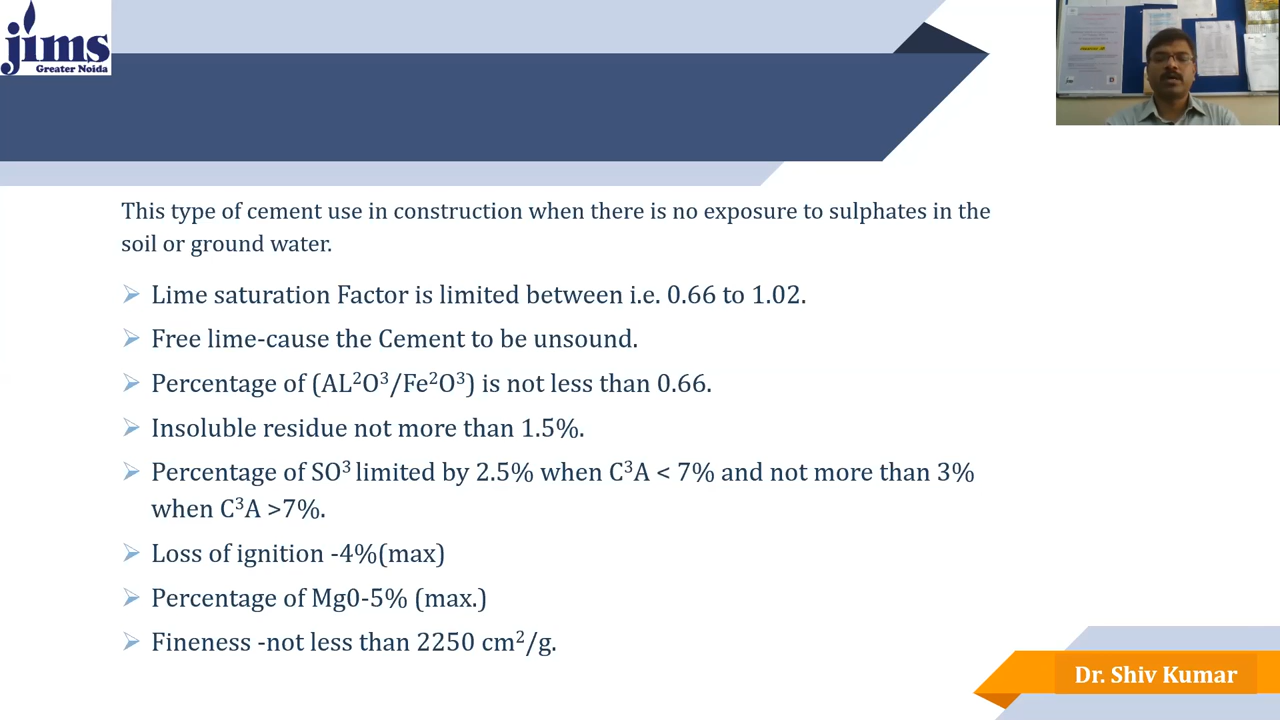 jims
Greater Noida
This type of cement use in construction when there is no exposure to sulphates in the
soil or ground water.
Lime saturation Factor is limited between i.e. 0.66 to 1.02.
Free lime-cause the Cement to be unsound.
Percentage of (AL²O³/Fe²O³) is not less than 0.66.
Insoluble residue not more than 1.5%.
Percentage of SO³ limited by 2.5% when C³A < 7% and not more than 3%
when C³A >7%.
Loss of ignition -4%(max)
Percentage of Mg0-5% (max.)
Fineness -not less than 2250 cm²/g.
Dr. Shiv Kumar